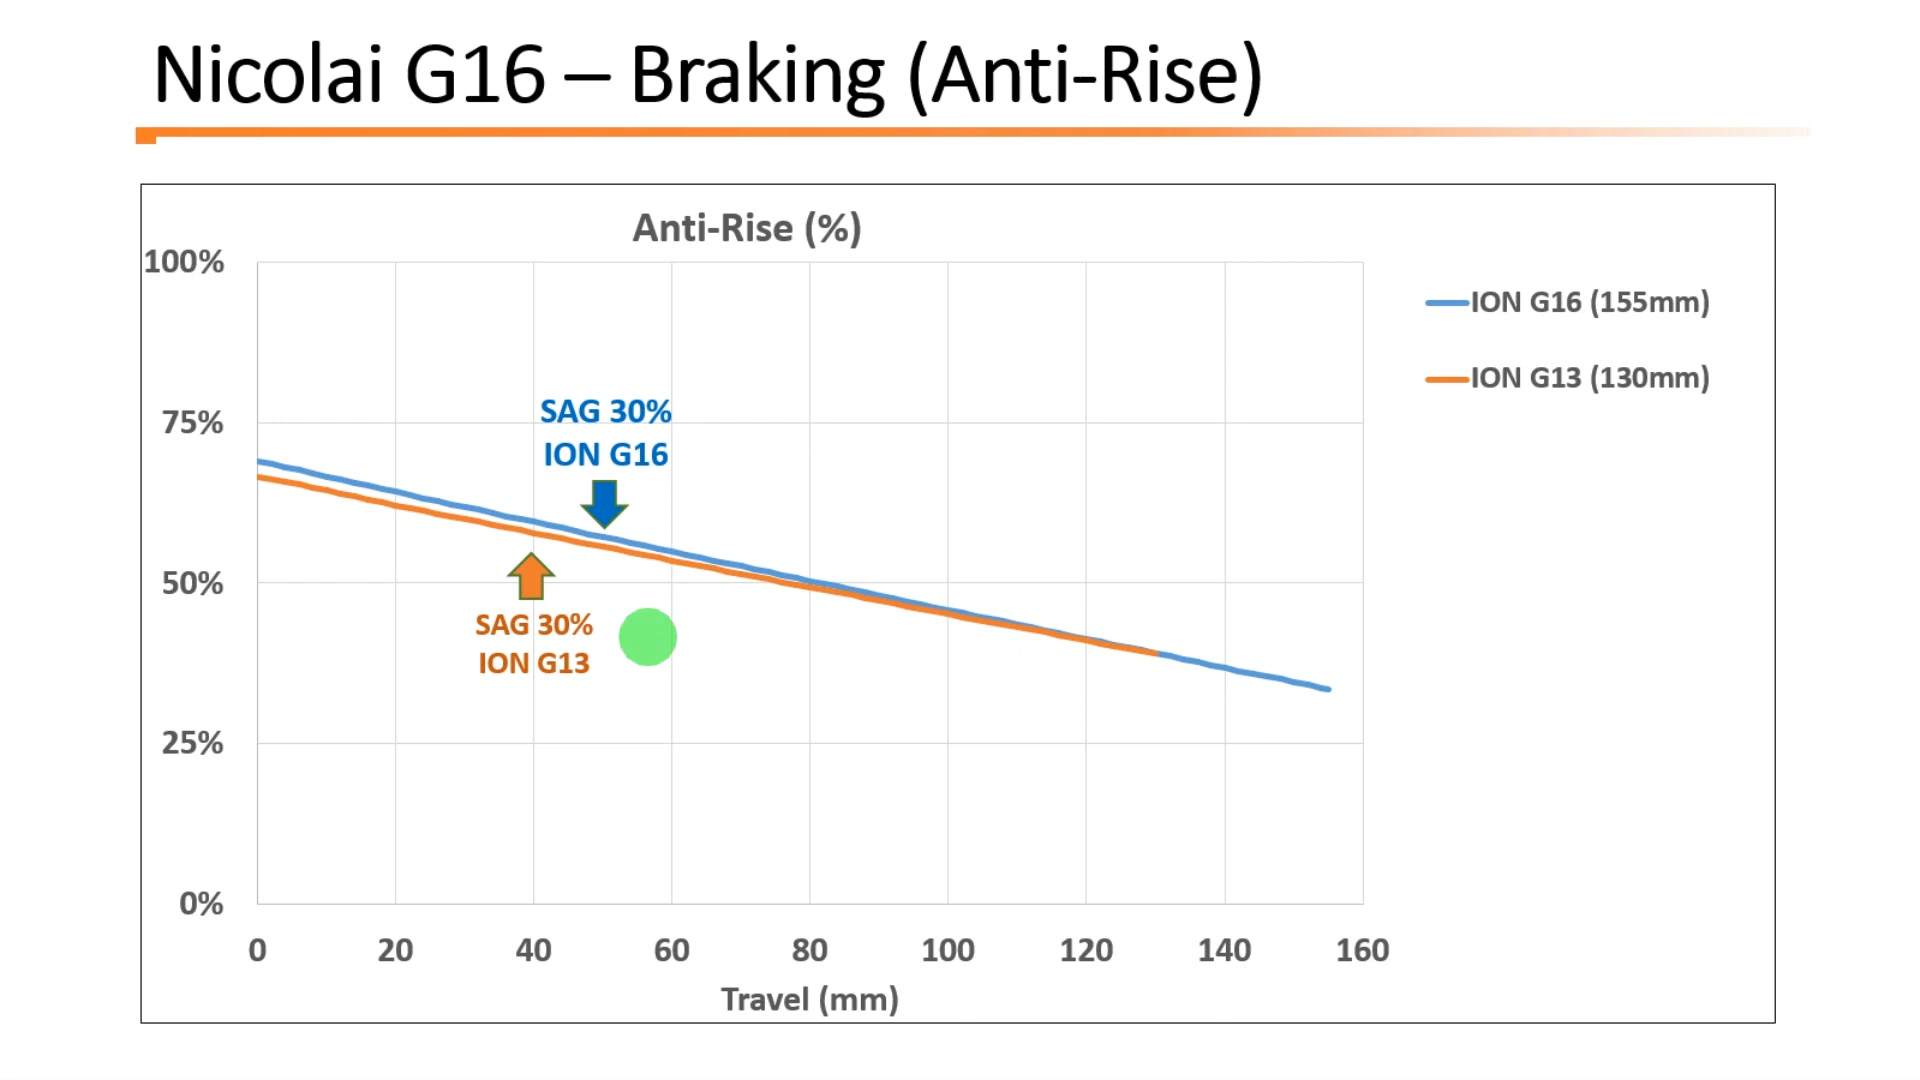 Nicolai G16 – Braking (Anti-Rise)
Anti-Rise (%)
100%
75%
50%
25%
0%
SAG 30%
ION G16
SAG 30%
ION G13
ION G16 (155mm)
ION G13 (130mm)
0 20 40 60 80 100 120 140 160
Travel (mm)